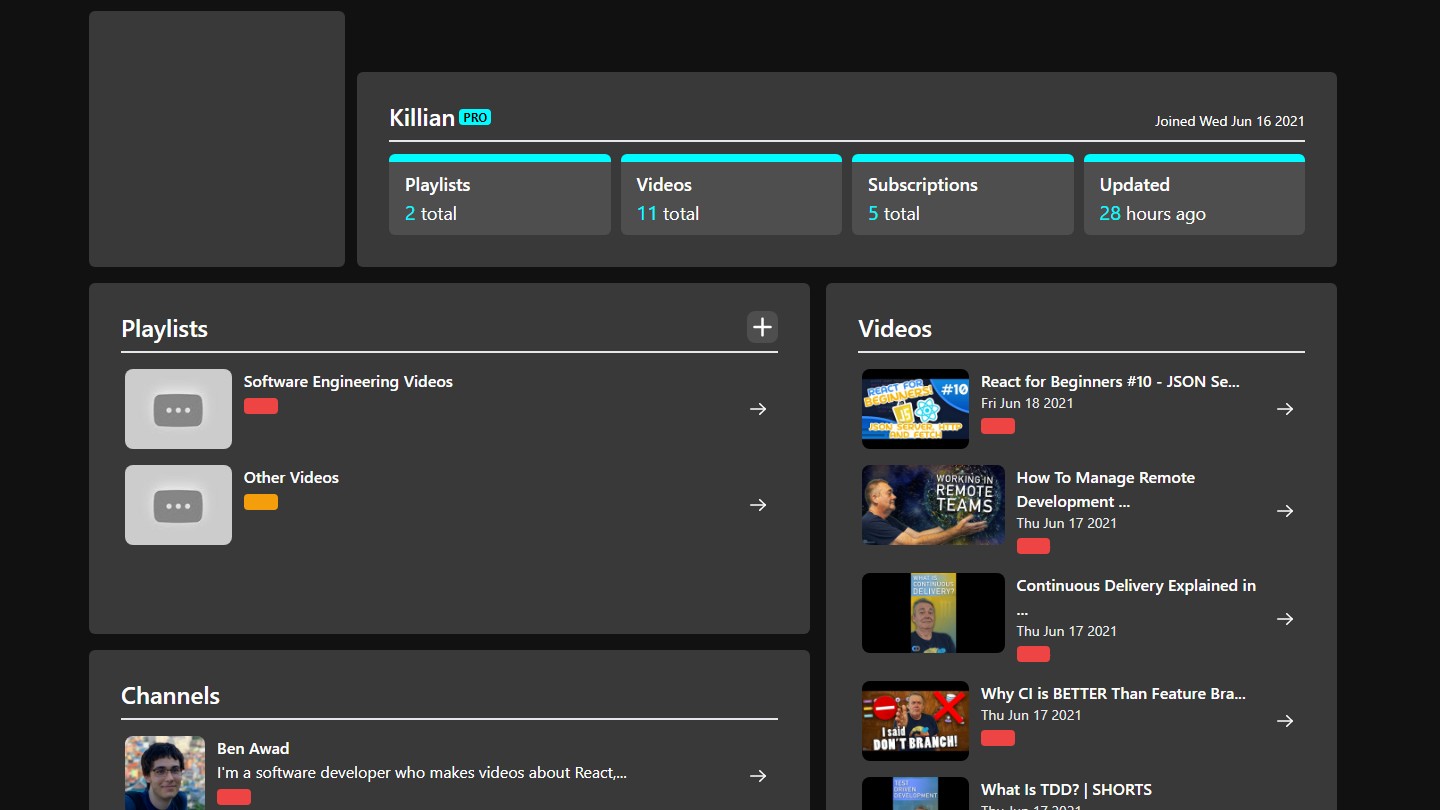 Killian PRO
Joined Wed Jun 16 2021
Playlists
2 total
Videos
11 total
Subscriptions
5 total
Updated
28 hours ago
Playlists
Software Engineering Videos
Other Videos
Channels
Ben Awad
I'm a software developer who makes videos about React,...
Videos
REACT FOR
BEGINNERS!
#10
JS
JSON SERVER, HTTP
AND FETCH
React for Beginners #10 - JSON Se...
Fri Jun 18 2021
WORKING IN
REMOTE
TEAMS
How To Manage Remote
Development ...
Thu Jun 17 2021
WHAT IS
CONTINUOUS
DELIVERY?
Continuous Delivery Explained in
...
Thu Jun 17 2021
I said
DON'T BRANCH!
Why CI is BETTER Than Feature Bra...
Thu Jun 17 2021
TEST
DRIVEN
DEVELOPMENT
What Is TDD? | SHORTS
Thu Jun 17 2021